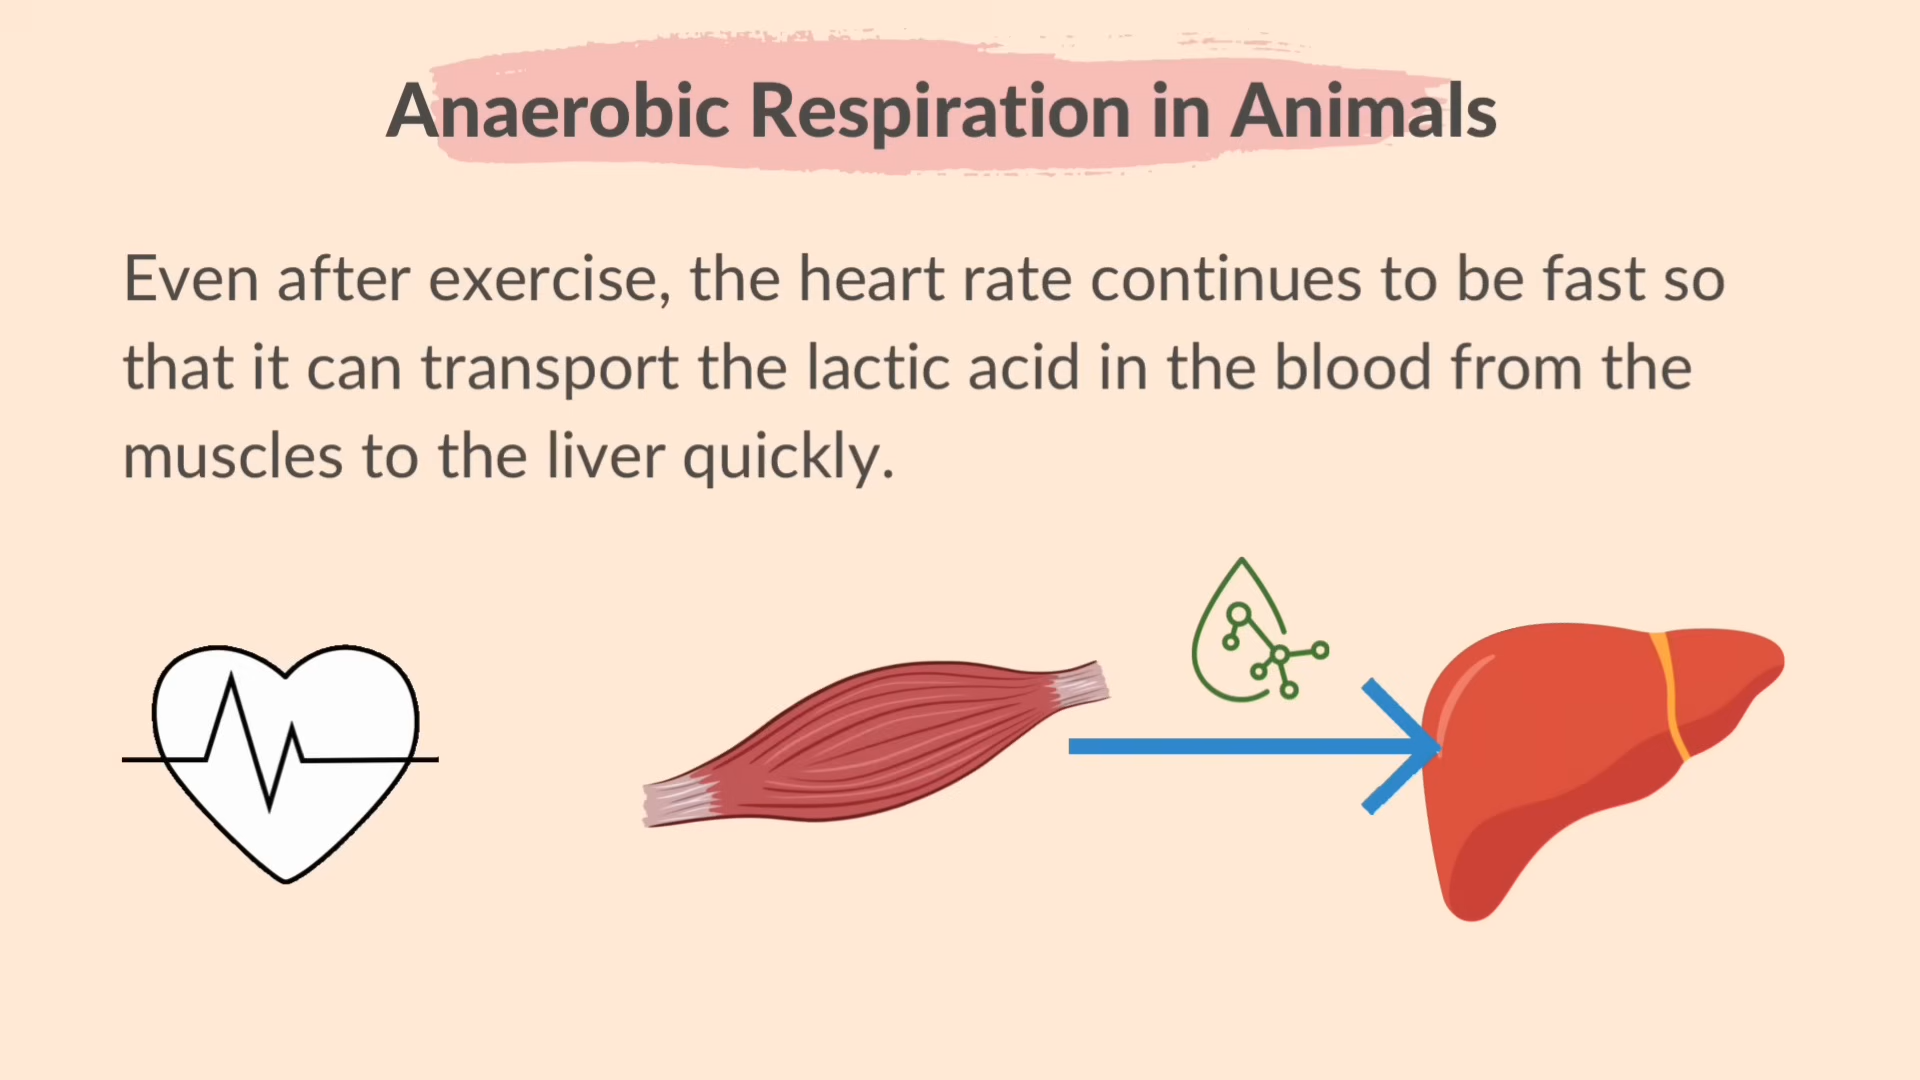 Anaerobic Respiration in Animals
Even after exercise, the heart rate continues to be fast so
that it can transport the lactic acid in the blood from the
muscles to the liver quickly.